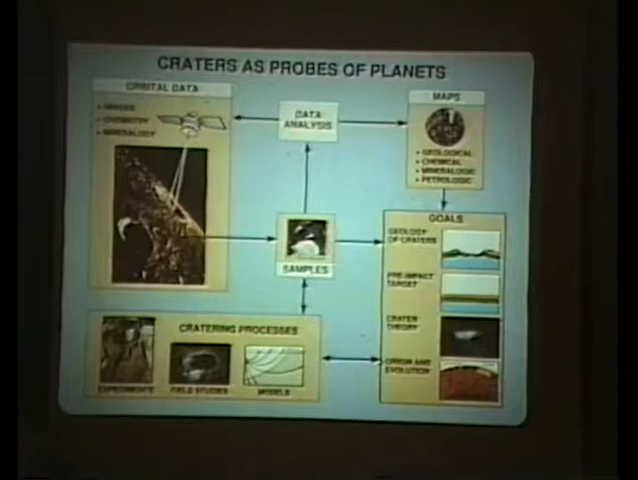 CRATERS AS PROBES OF PLANETS
ORBITAL DATA
• IMAGES
• CHEMISTRY
• MINERALOGY
DATA
ANALYSIS
MAPS
• GEOLOGICAL
• CHEMICAL
• MINERALOGIC
• PETROLOGIC
SAMPLES
GOALS
GEOLOGY
OF CRATERS
PRE-IMPACT
TARGET
CRATER
THEORY
ORIGIN AND
EVOLUTION
CRATERING PROCESSES
EXPERIMENTS
FIELD STUDIES
MODELS